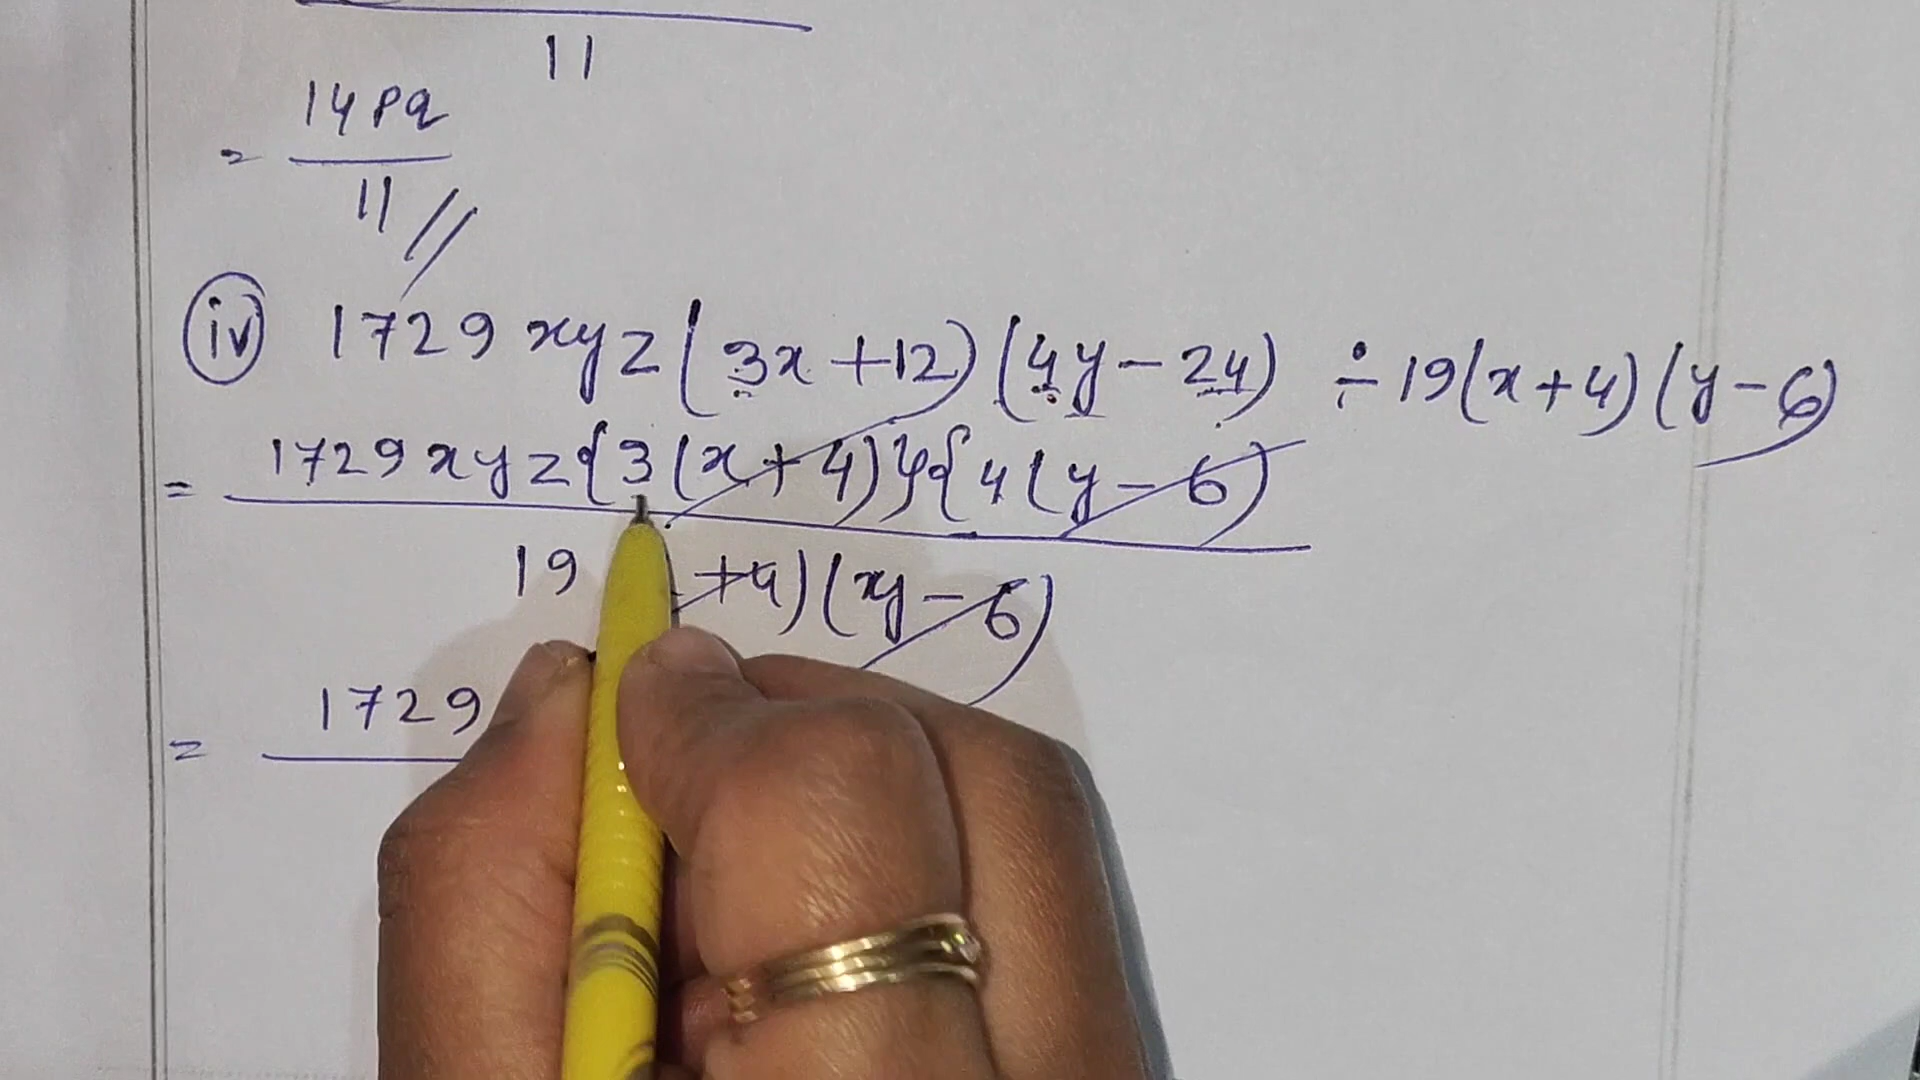 11
= 14pq
11 //
(iv) 1729 xyz(3x+12)(4y-24) ÷ 19(x+4)(y-6)
= 1729 xyz{3(x+4)}{4(y-6)
19 +4)(xy-6)
= 1729